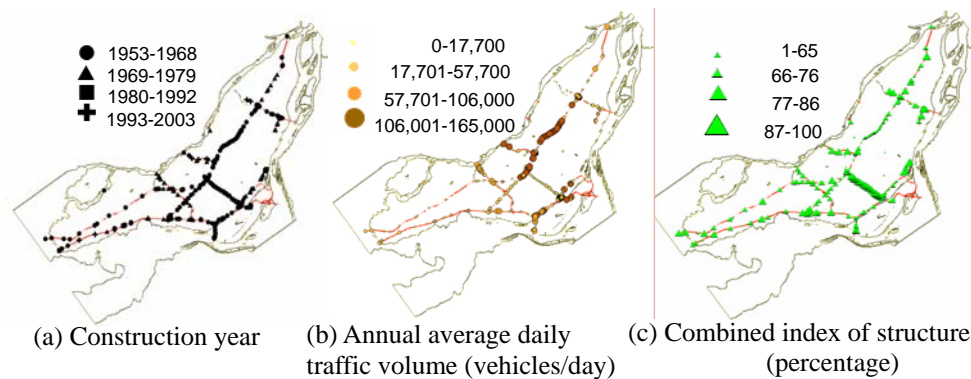 1953-1968
1969-1979
1980-1992
1993-2003
(a) Construction year
0-17,700
17,701-57,700
57,701-106,000
106,001-165,000
(b) Annual average daily
traffic volume (vehicles/day)
1-65
66-76
77-86
87-100
(c) Combined index of structure
(percentage)